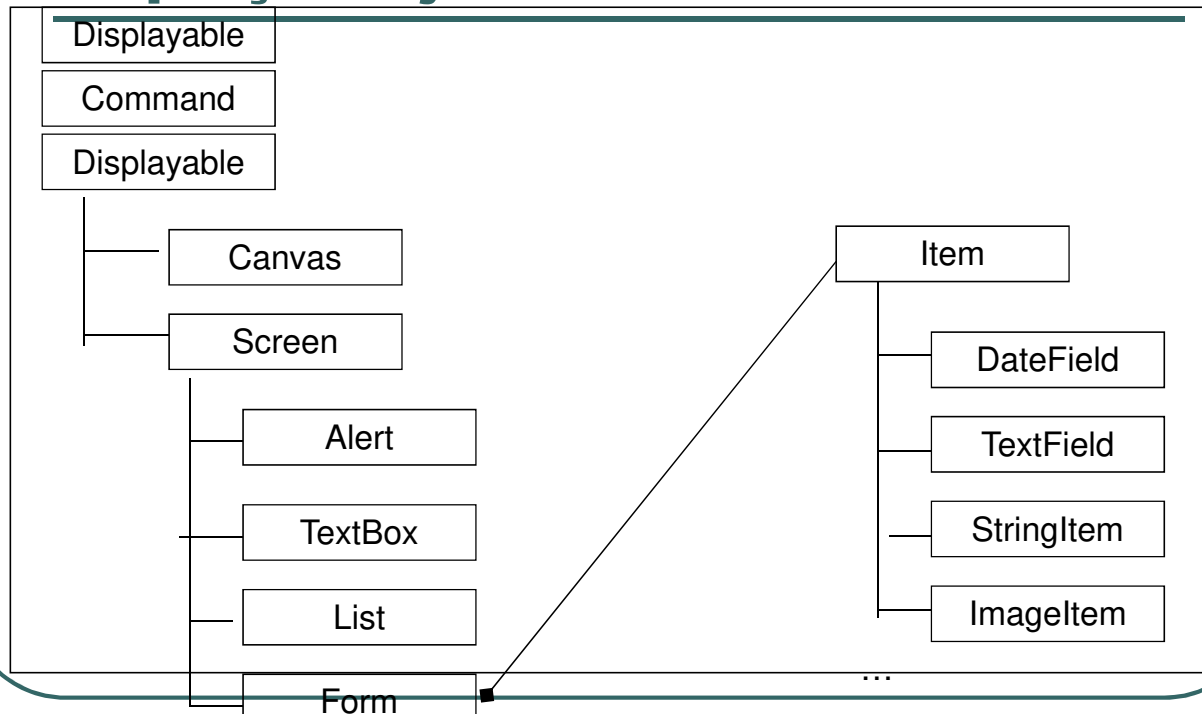 Displayable
Command
Displayable
Canvas
Screen
Alert
TextBox
List
Form
Item
DateField
TextField
StringItem
ImageItem
...